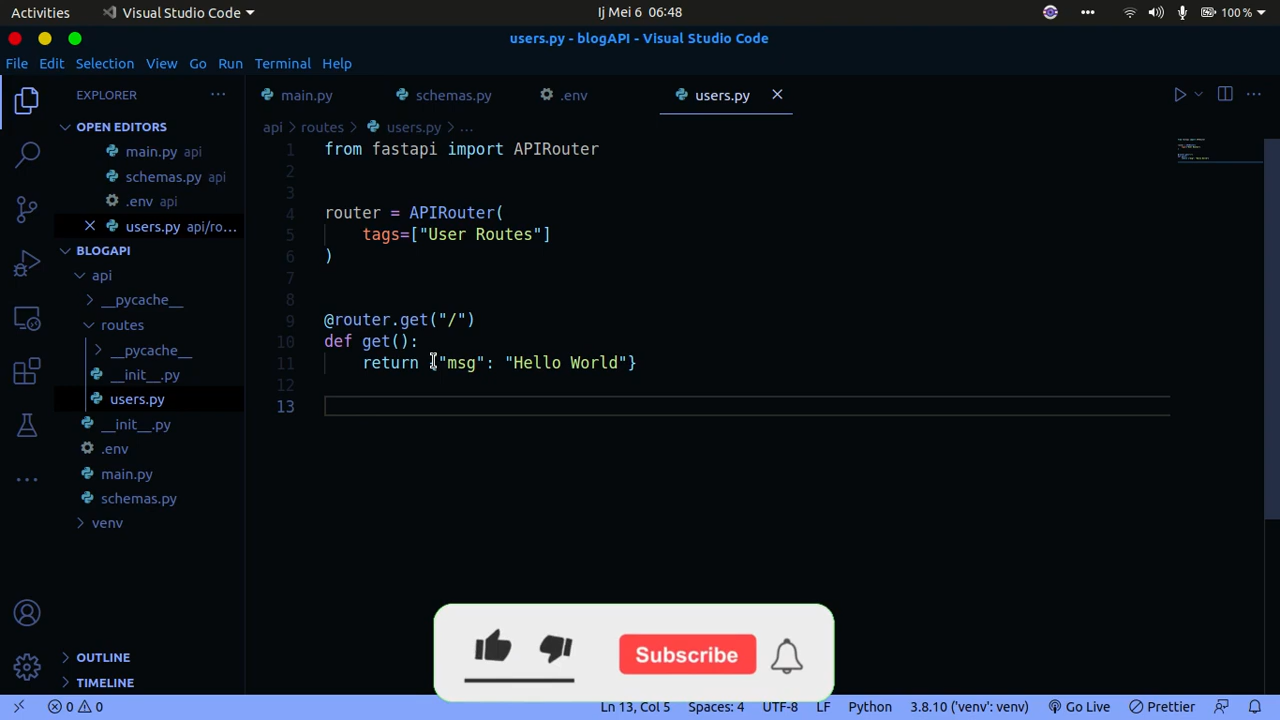 Activities Visual Studio Code Ij Mei 6 06:48 100 %
users.py - blogAPI - Visual Studio Code
File Edit Selection View Go Run Terminal Help
EXPLORER
OPEN EDITORS
main.py api
schemas.py api
.env api
users.py api/ro...
BLOGAPI
api
__pycache__
routes
__pycache__
__init__.py
users.py
__init__.py
.env
main.py
schemas.py
venv
OUTLINE
TIMELINE
main.py schemas.py .env users.py
api > routes > users.py > ...
1 from fastapi import APIRouter
2
3
4 router = APIRouter(
5 tags=["User Routes"]
6 )
7
8
9 @router.get("/")
10 def get():
11 return {"msg": "Hello World"}
12
13
Subscribe
0 0 Ln 13, Col 5 Spaces: 4 UTF-8 LF Python 3.8.10 ('venv': venv) Go Live Prettier